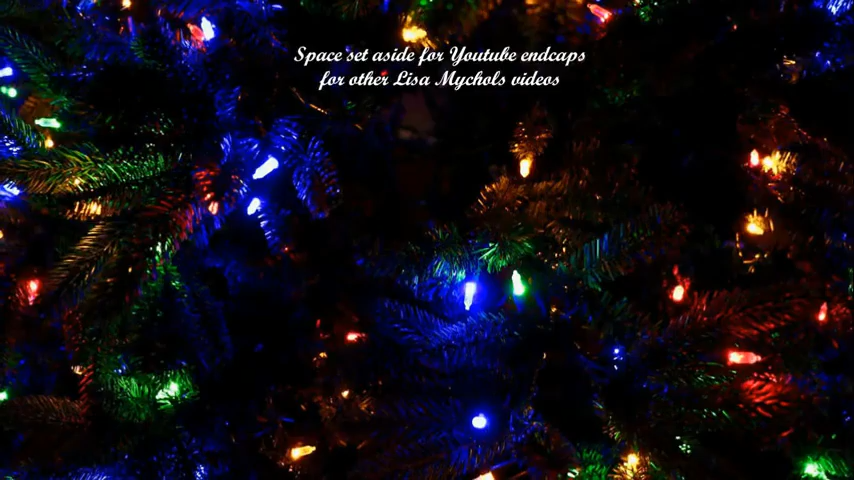 Space set aside for Youtube endcaps
for other Lisa Mychols videos